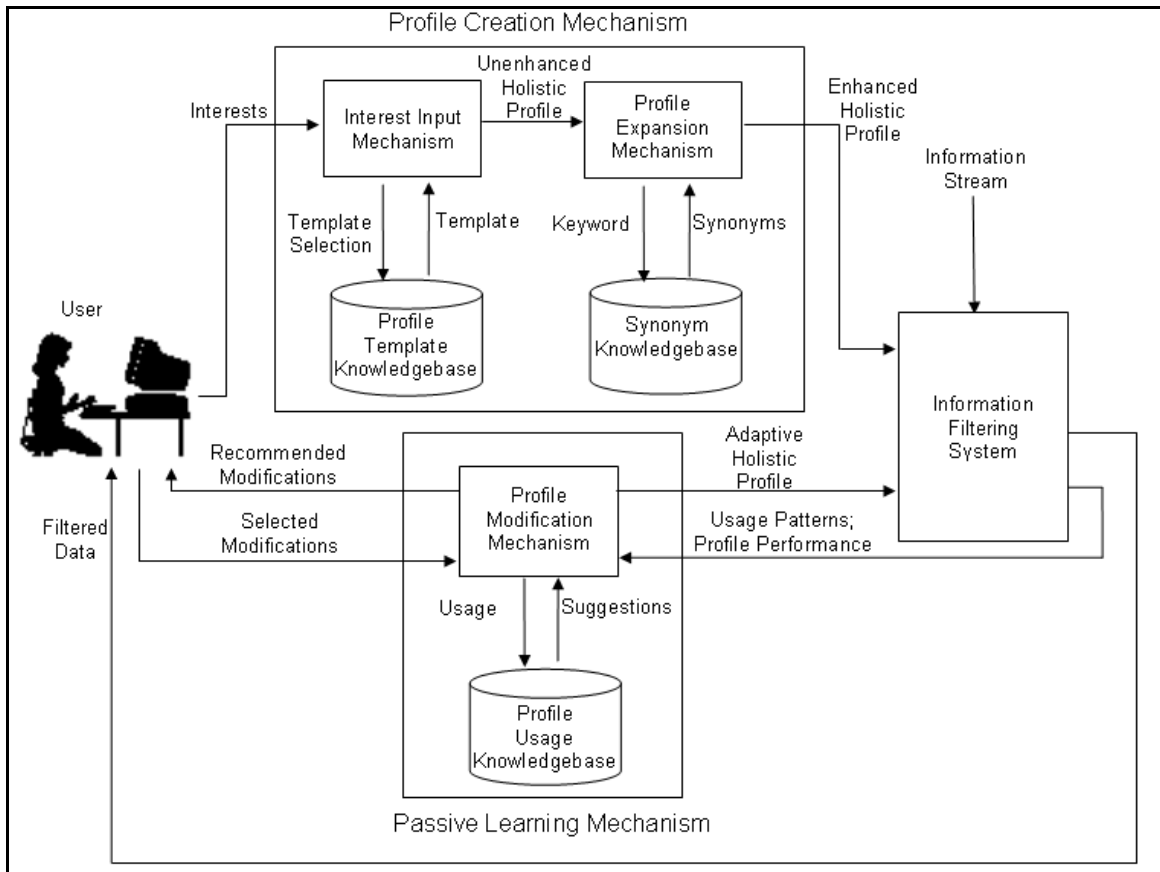 Profile Creation Mechanism
Unenhanced
Holistic
Profile
Enhanced
Holistic
Profile
Interests
Interest Input
Mechanism
Profile
Expansion
Mechanism
Information
Stream
Template
Selection
Template
Keyword
Synonyms
User
Profile
Template
Knowledgebase
Synonym
Knowledgebase
Information
Filtering
System
Recommended
Modifications
Adaptive
Holistic
Profile
Profile
Modification
Mechanism
Filtered
Data
Selected
Modifications
Usage Patterns;
Profile Performance
Usage
Suggestions
Profile
Usage
Knowledgebase
Passive Learning Mechanism